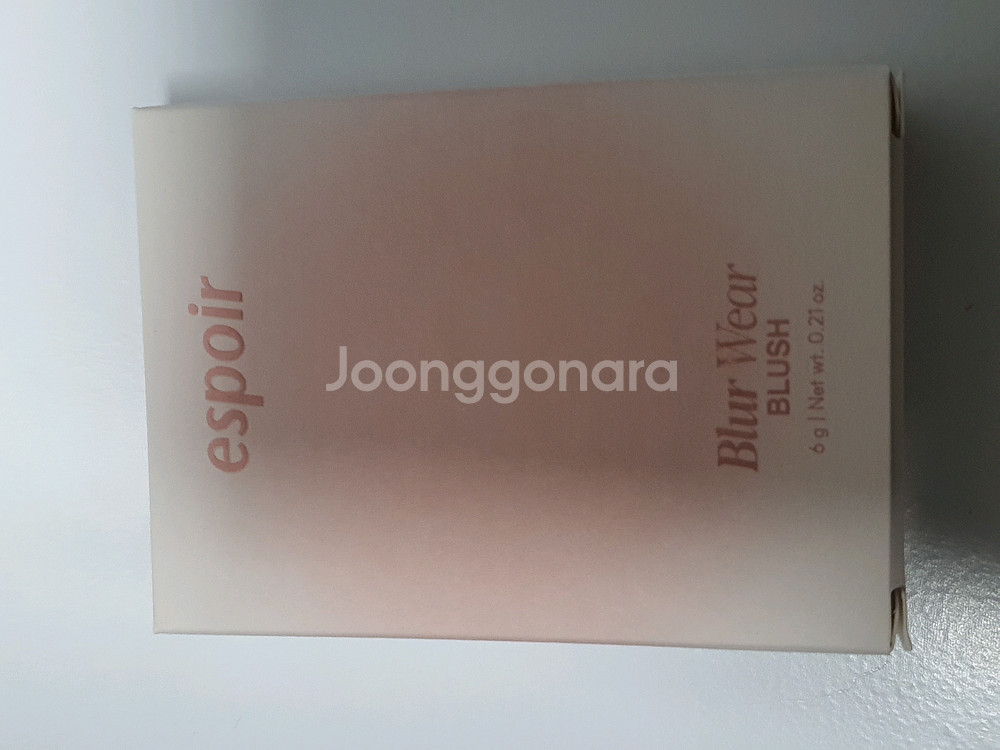 espoir
Joonggonara
Blur Wear
BLUSH
6 g | Net wt. 0.21 oz.